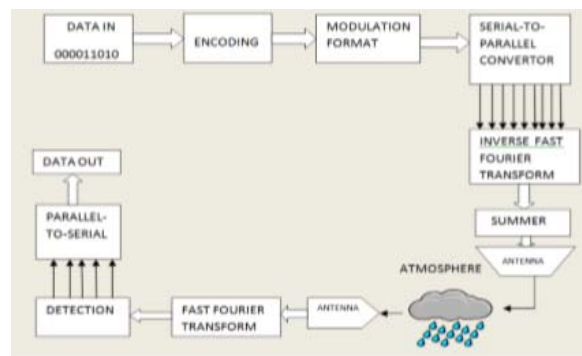 DATA IN
000011010
ENCODING
MODULATION
FORMAT
SERIAL-TO-
PARALLEL
CONVERTOR
INVERSE FAST
FOURIER
TRANSFORM
SUMMER
ANTENNA
ATMOSPHERE
ANTENNA
FAST FOURIER
TRANSFORM
DETECTION
PARALLEL-
TO-SERIAL
DATA OUT